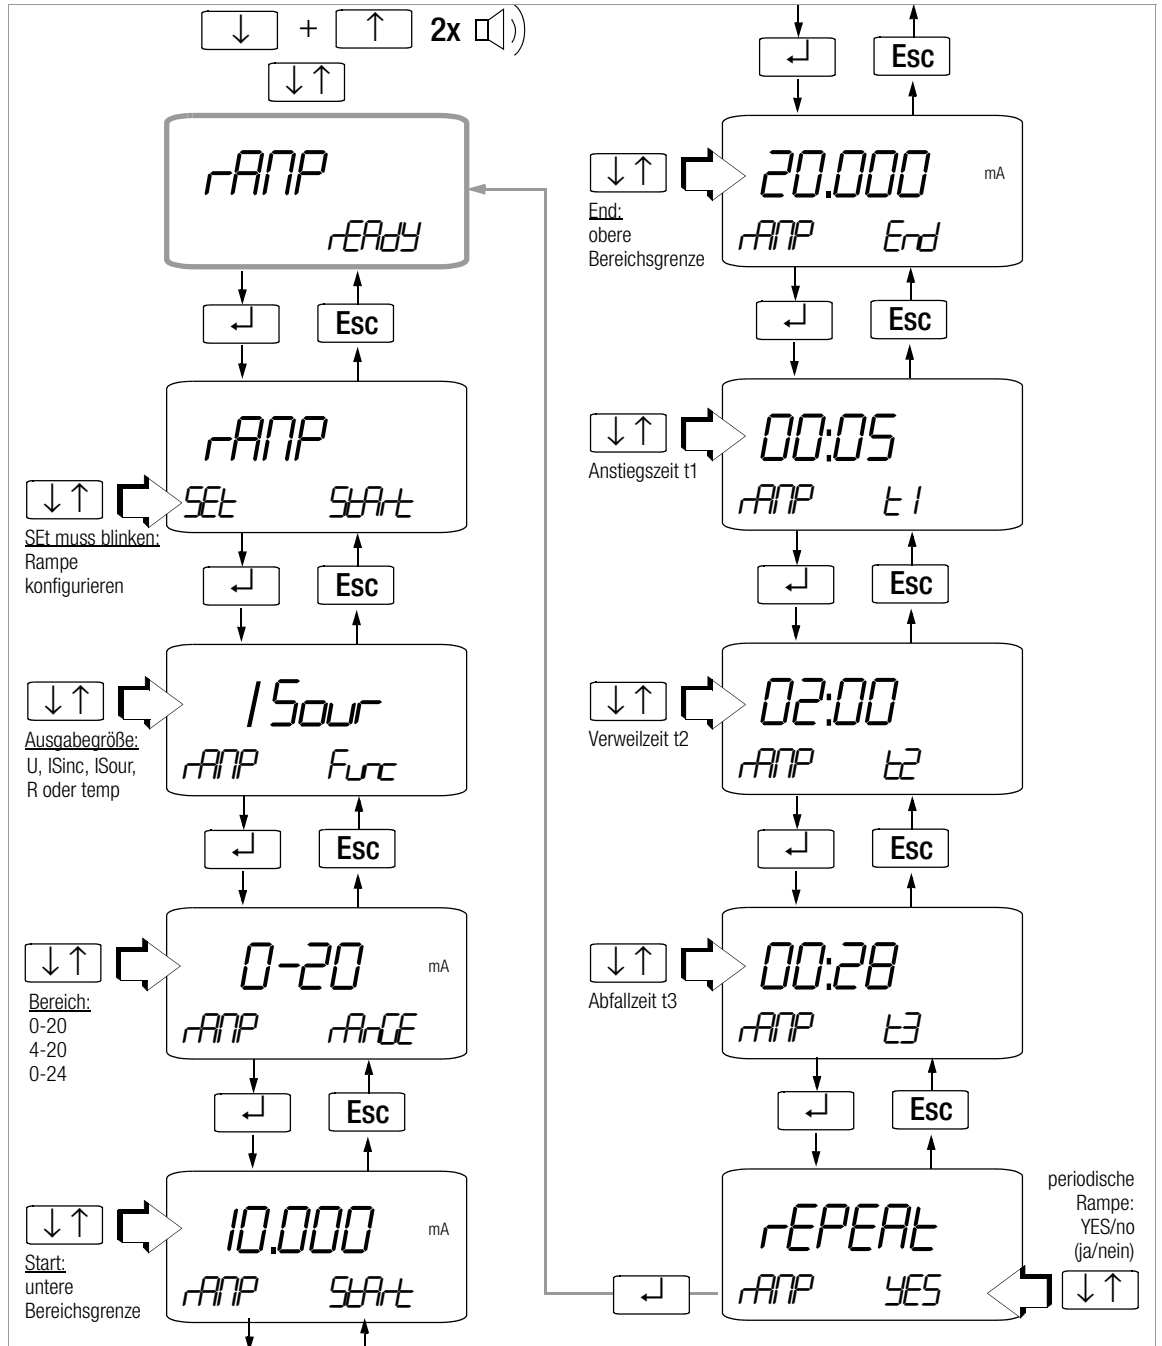 ↓ + ↑ 2x
↓↑
rAMP
rEAdY
↵ Esc
rAMP
SEt StArt
↓↑
SEt muss blinken:
Rampe
konfigurieren
↵ Esc
ISour
rAMP Func
↓↑
Ausgabegröße:
U, ISinc, ISour,
R oder temp
↵ Esc
0-20 mA
rAMP rAnGE
↓↑
Bereich:
0-20
4-20
0-24
↵ Esc
10.000 mA
rAMP StArt
↓↑
Start:
untere
Bereichsgrenze
↵ Esc
20.000 mA
rAMP End
↓↑
End:
obere
Bereichsgrenze
↵ Esc
00:05
rAMP t1
↓↑
Anstiegszeit t1
↵ Esc
02:00
rAMP t2
↓↑
Verweilzeit t2
↵ Esc
00:28
rAMP t3
↓↑
Abfallzeit t3
↵ Esc
rEPEAt
rAMP YES
periodische
Rampe:
YES/no
(ja/nein)
↓↑
↵